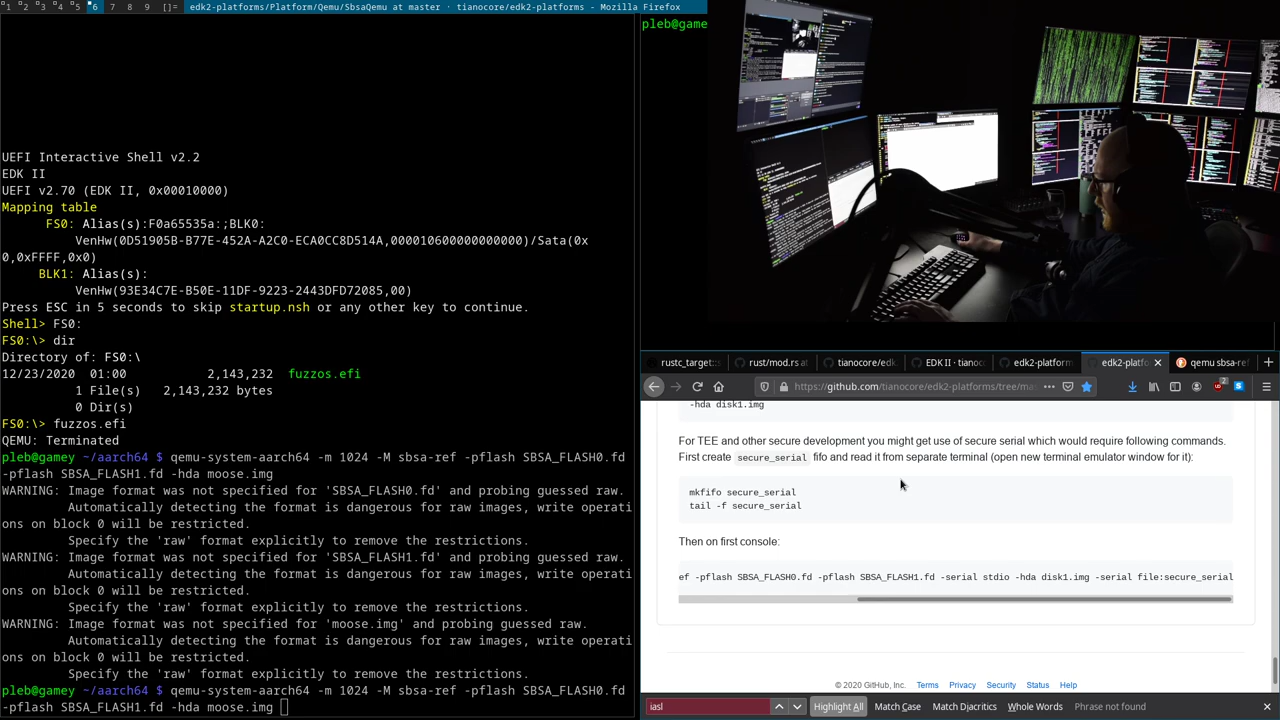 1 2 3 4 5 6 7 8 9 []= edk2-platforms/Platform/Qemu/SbsaQemu at master · tianocore/edk2-platforms - Mozilla Firefox
UEFI Interactive Shell v2.2
EDK II
UEFI v2.70 (EDK II, 0x00010000)
Mapping table
FS0: Alias(s):F0a65535a:;BLK0:
VenHw(0D51905B-B77E-452A-A2C0-ECA0CC8D514A,000010600000000000)/Sata(0x
0,0xFFFF,0x0)
BLK1: Alias(s):
VenHw(93E34C7E-B50E-11DF-9223-2443DFD72085,00)
Press ESC in 5 seconds to skip startup.nsh or any other key to continue.
Shell> FS0:
FS0:\> dir
Directory of: FS0:\
12/23/2020 01:00 2,143,232 fuzzos.efi
1 File(s) 2,143,232 bytes
0 Dir(s)
FS0:\> fuzzos.efi
QEMU: Terminated
pleb@gamey ~/aarch64 $ qemu-system-aarch64 -m 1024 -M sbsa-ref -pflash SBSA_FLASH0.fd
-pflash SBSA_FLASH1.fd -hda moose.img
WARNING: Image format was not specified for 'SBSA_FLASH0.fd' and probing guessed raw.
Automatically detecting the format is dangerous for raw images, write operati
ons on block 0 will be restricted.
Specify the 'raw' format explicitly to remove the restrictions.
WARNING: Image format was not specified for 'SBSA_FLASH1.fd' and probing guessed raw.
Automatically detecting the format is dangerous for raw images, write operati
ons on block 0 will be restricted.
Specify the 'raw' format explicitly to remove the restrictions.
WARNING: Image format was not specified for 'moose.img' and probing guessed raw.
Automatically detecting the format is dangerous for raw images, write operati
ons on block 0 will be restricted.
Specify the 'raw' format explicitly to remove the restrictions.
pleb@gamey ~/aarch64 $ qemu-system-aarch64 -m 1024 -M sbsa-ref -pflash SBSA_FLASH0.fd
-pflash SBSA_FLASH1.fd -hda moose.img
pleb@game
rustc_target:: rust/mod.rs at tianocore/edk EDK II · tianoc edk2-platform edk2-platfo qemu sbsa-re
https://github.com/tianocore/edk2-platforms/tree/ma
-hda disk1.img
For TEE and other secure development you might get use of secure serial which would require following commands.
First create secure_serial fifo and read it from separate terminal (open new terminal emulator window for it):
mkfifo secure_serial
tail -f secure_serial
Then on first console:
ef -pflash SBSA_FLASH0.fd -pflash SBSA_FLASH1.fd -serial stdio -hda disk1.img -serial file:secure_serial
© 2020 GitHub, Inc. Terms Privacy Security Status Help
iasl Highlight All Match Case Match Diacritics Whole Words Phrase not found